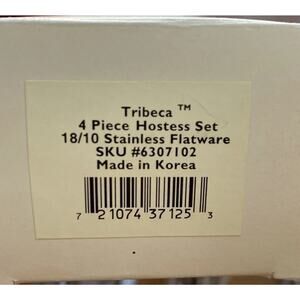 Tribeca ™
4 Piece Hostess Set
18/10 Stainless Flatware
SKU #6307102
Made in Korea
7 21074 37125 3